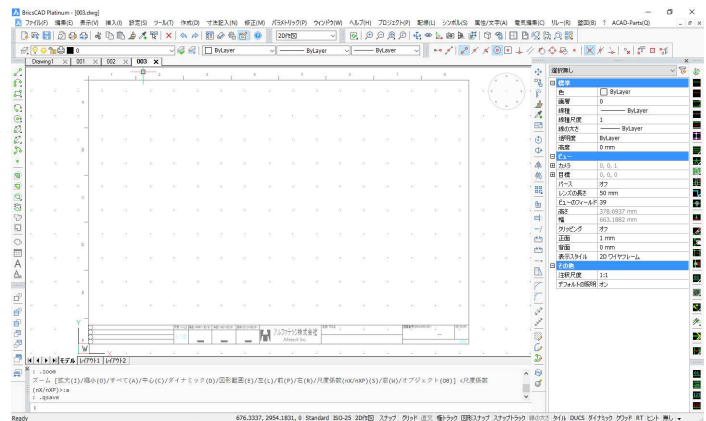 BricsCAD Platinum - [003.dwg]
ファイル(F) 編集(E) 表示(V) 挿入(I) 設定(S) ツール(T) 作成(D) 寸法記入(N) 修正(M) パラメトリック(P) ウィンドウ(W) ヘルプ(H) プロジェクト(P) 配線(L) シンボル(S) 属性/文字(A) 電気編集(C) リレー(R) 盤図(B) ? ACAD-Parts(Q)
2D作図
0 ByLayer ByLayer ByLayer
Drawing1 001 002 003
選択無し
標準
色 ByLayer
画層 0
線種 ByLayer
線種尺度 1
線の太さ ByLayer
透明度 ByLayer
高度 0 mm
ビュー
カメラ 0, 0, 1
目標 0, 0, 0
パース オフ
レンズの長さ 50 mm
ビューのフィールド 39
高さ 378.6937 mm
幅 663.1882 mm
クリッピング オフ
正面 1 mm
背面 0 mm
表示スタイル 2D ワイヤフレーム
その他
注釈尺度 1:1
デフォルトの照明 オン
アルファテック株式会社
Alfatech Inc.
Y
W
X
モデル レイアウト1 レイアウト2
: .zoom
ズーム [拡大(I)/縮小(O)/すべて(A)/中心(C)/ダイナミック(D)/図形範囲(E)/左(L)/前(P)/右(R)/尺度係数(nX/nXP)(S)/窓(W)/オブジェクト(OB)] <尺度係数
(nX/nXP)>:a
: .qsave
:
Ready 676.3337, 2954.1831, 0 Standard ISO-25 2D作図 スナップ グリッド 直交 極トラック 図形スナップ スナップトラック 線の太さ タイル DUCS ダイナミック クワッド RT ヒント 無し